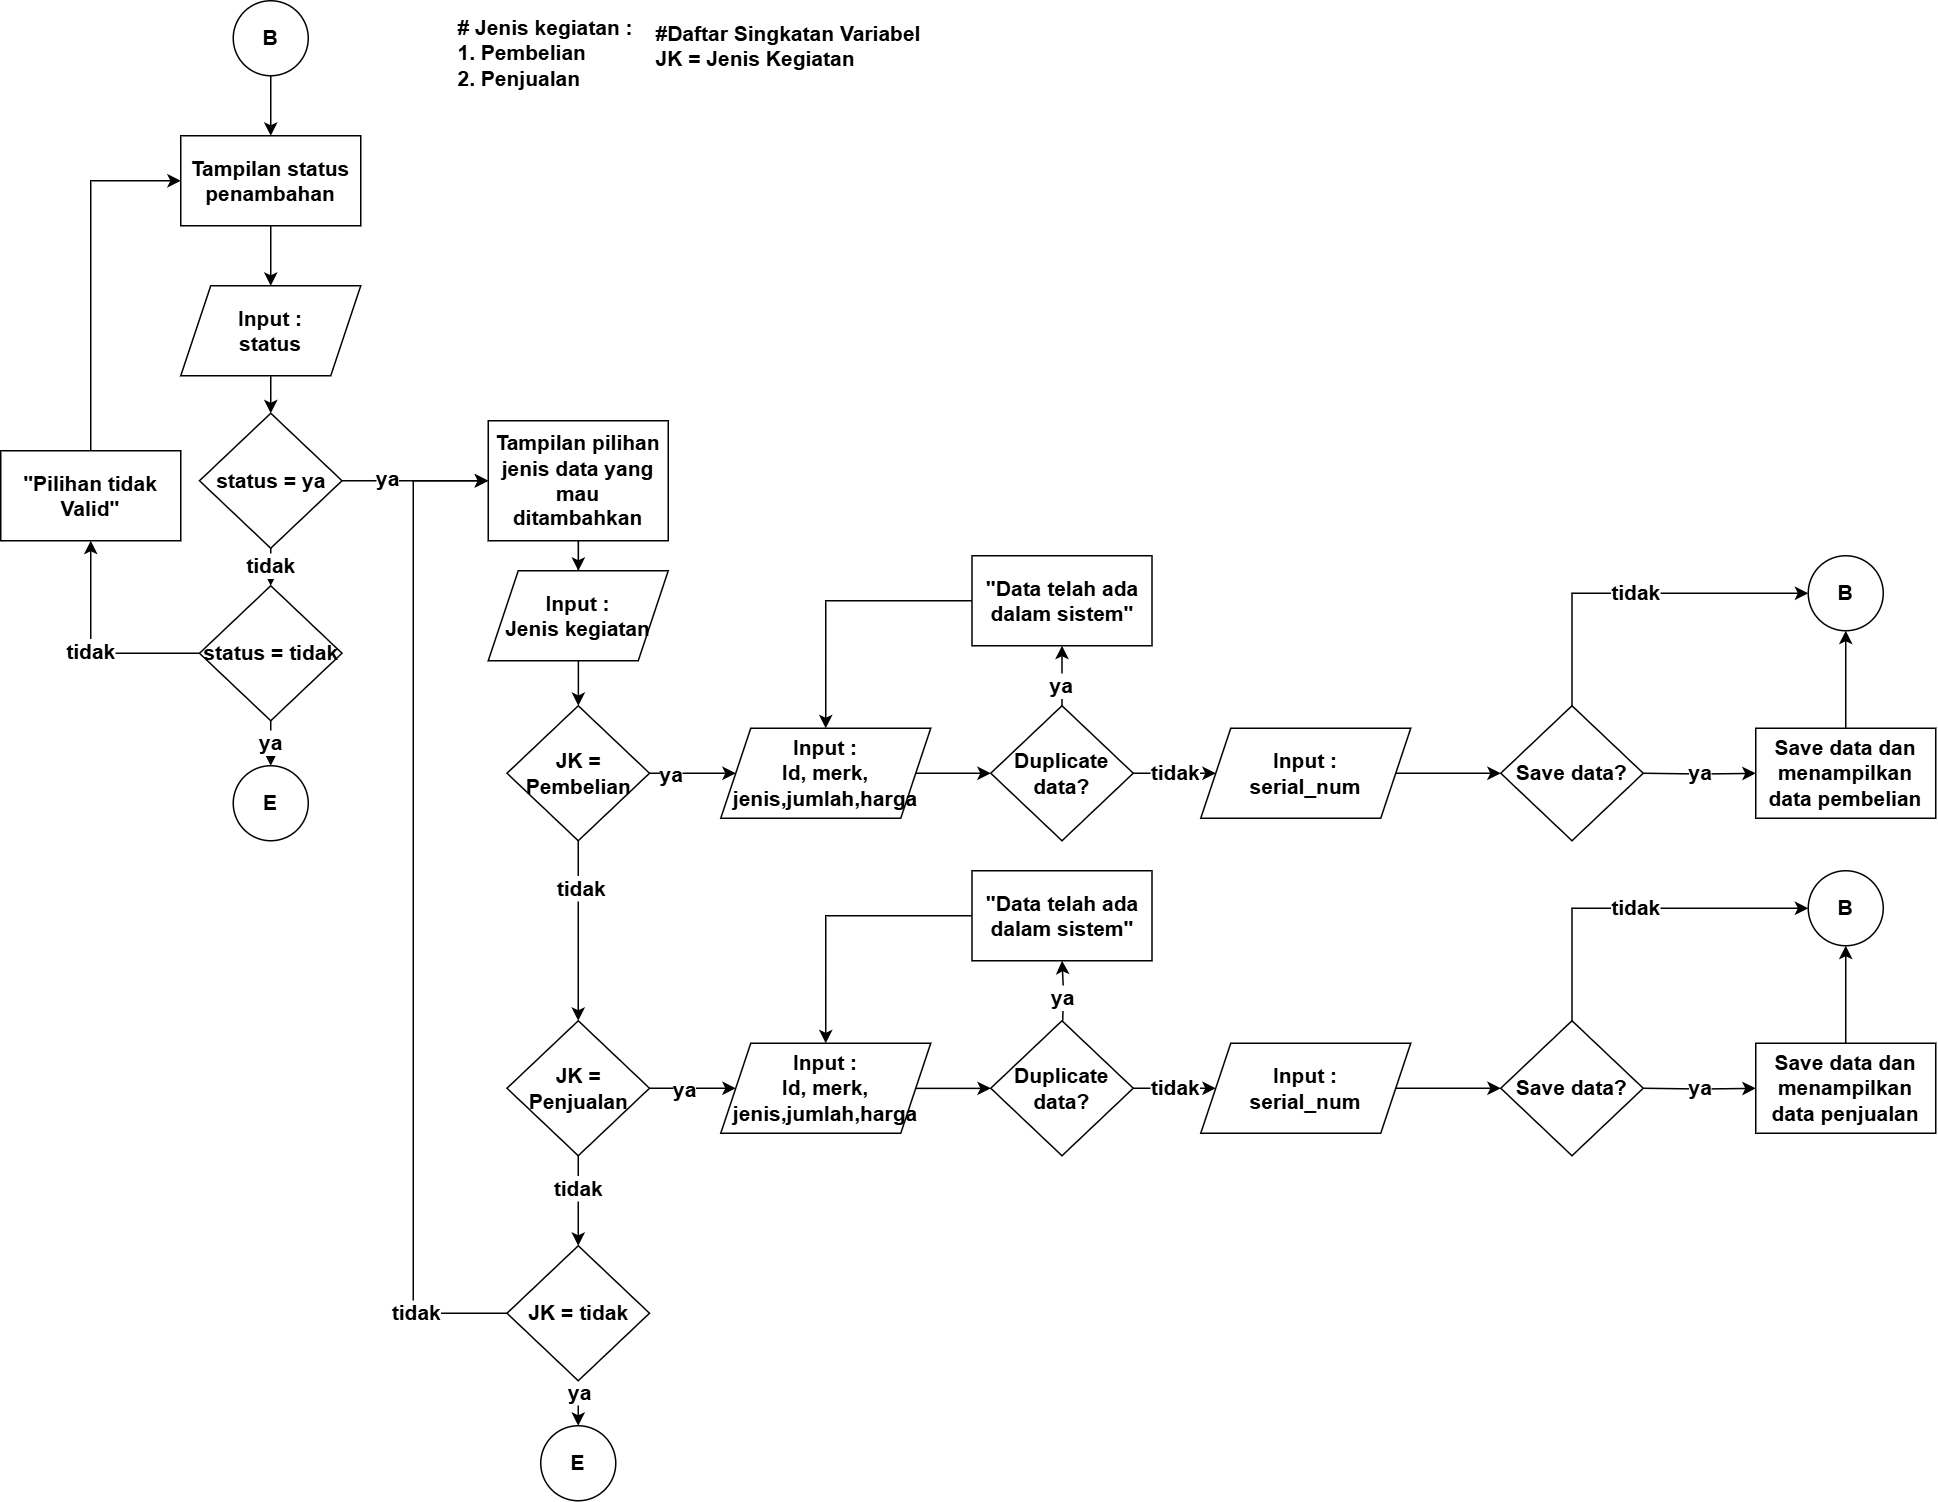 B
# Jenis kegiatan :
1. Pembelian
2. Penjualan
#Daftar Singkatan Variabel
JK = Jenis Kegiatan
Tampilan status
penambahan
Input :
status
status = ya
ya
tidak
"Pilihan tidak
Valid"
status = tidak
tidak
ya
E
Tampilan pilihan
jenis data yang
mau
ditambahkan
Input :
Jenis kegiatan
JK =
Pembelian
ya
Input :
Id, merk,
jenis,jumlah,harga
"Data telah ada
dalam sistem"
ya
Duplicate
data?
tidak
Input :
serial_num
Save data?
tidak
B
ya
Save data dan
menampilkan
data pembelian
tidak
JK =
Penjualan
ya
Input :
Id, merk,
jenis,jumlah,harga
"Data telah ada
dalam sistem"
ya
Duplicate
data?
tidak
Input :
serial_num
Save data?
tidak
B
ya
Save data dan
menampilkan
data penjualan
tidak
JK = tidak
tidak
ya
E